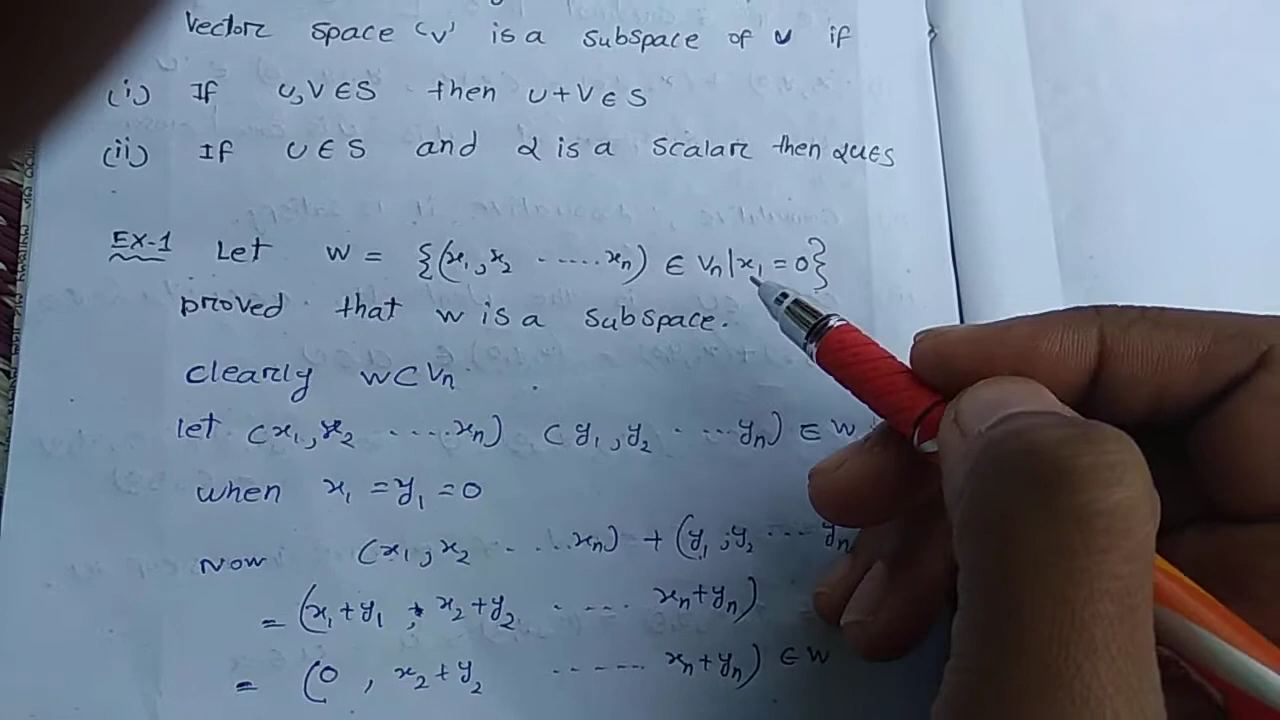 Vector space 'v' is a subspace of v if
(i) If u,v∈S then u+v∈S
(ii) If u∈S and α is a scalar then αu∈S
EX-1 Let W = {(x₁,x₂ .....xₙ) ∈ Vₙ|x₁=0}
proved that W is a subspace.
clearly W⊂Vₙ.
let (x₁,x₂ .....xₙ) (y₁,y₂ ....yₙ) ∈ W
when x₁=y₁=0
Now (x₁,x₂ ....xₙ) + (y₁,y₂ ... yₙ
= (x₁+y₁, x₂+y₂ .... xₙ+yₙ)
= (0, x₂+y₂ ..... xₙ+yₙ) ∈ W